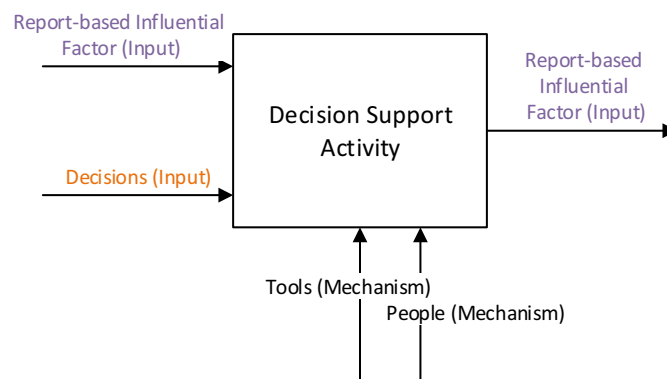 Report-based Influential
Factor (Input)
Decision Support
Activity
Report-based
Influential
Factor (Input)
Decisions (Input)
Tools (Mechanism)
People (Mechanism)